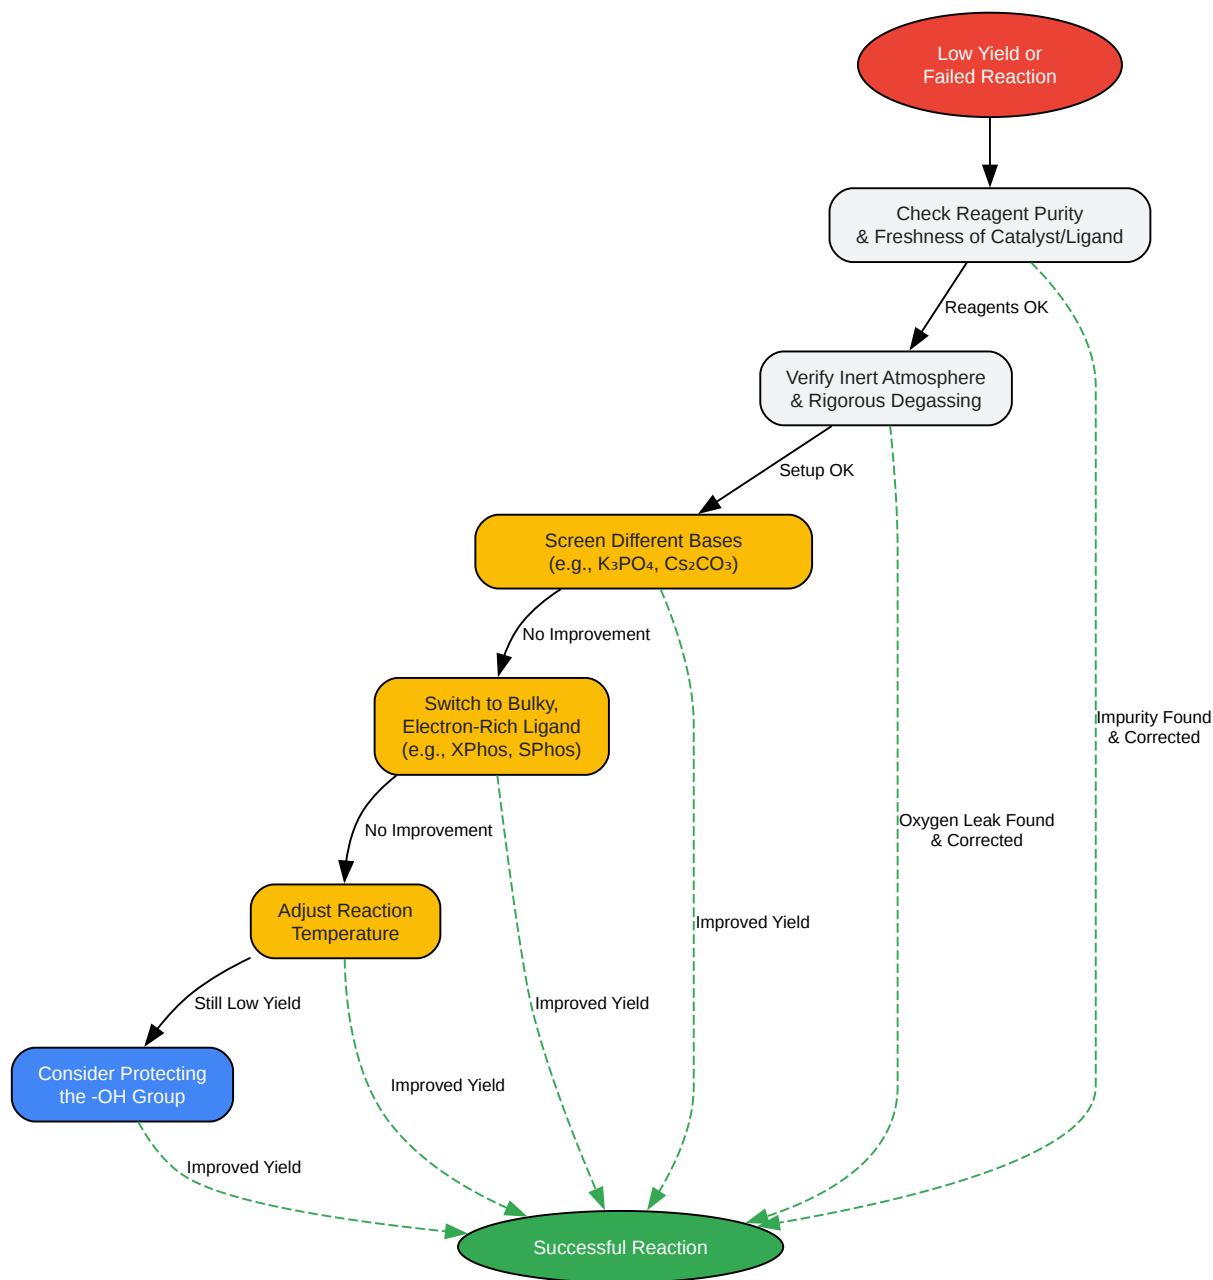 Low Yield or
Failed Reaction
Check Reagent Purity
& Freshness of Catalyst/Ligand
Reagents OK
Verify Inert Atmosphere
& Rigorous Degassing
Setup OK
Screen Different Bases
(e.g., K₃PO₄, Cs₂CO₃)
No Improvement
Switch to Bulky,
Electron-Rich Ligand
(e.g., XPhos, SPhos)
Impurity Found
& Corrected
No Improvement
Oxygen Leak Found
& Corrected
Adjust Reaction
Temperature
Improved Yield
Still Low Yield
Improved Yield
Consider Protecting
the -OH Group
Improved Yield
Improved Yield
Successful Reaction